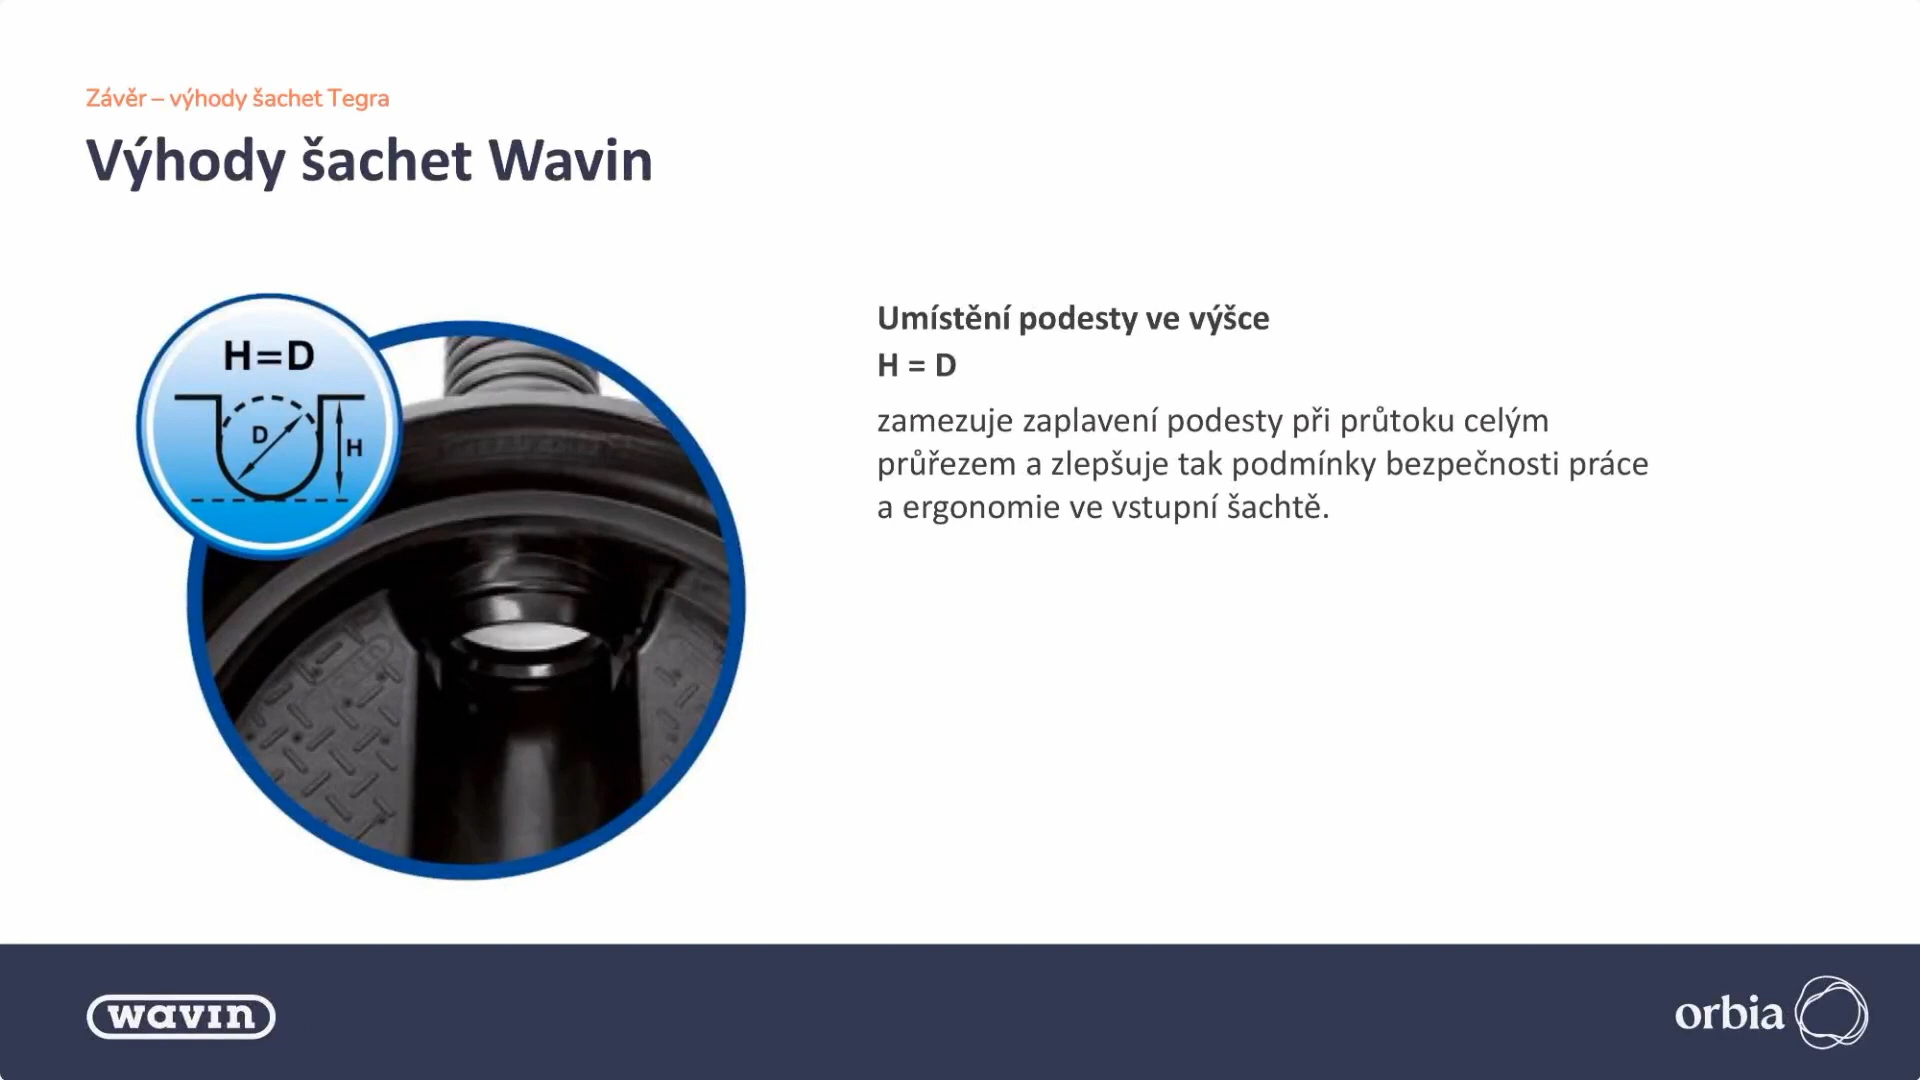 Závěr – výhody šachet Tegra
Výhody šachet Wavin
H=D
D
H
Umístění podesty ve výšce
H = D
zamezuje zaplavení podesty při průtoku celým
průřezem a zlepšuje tak podmínky bezpečnosti práce
a ergonomie ve vstupní šachtě.
wavin
orbia